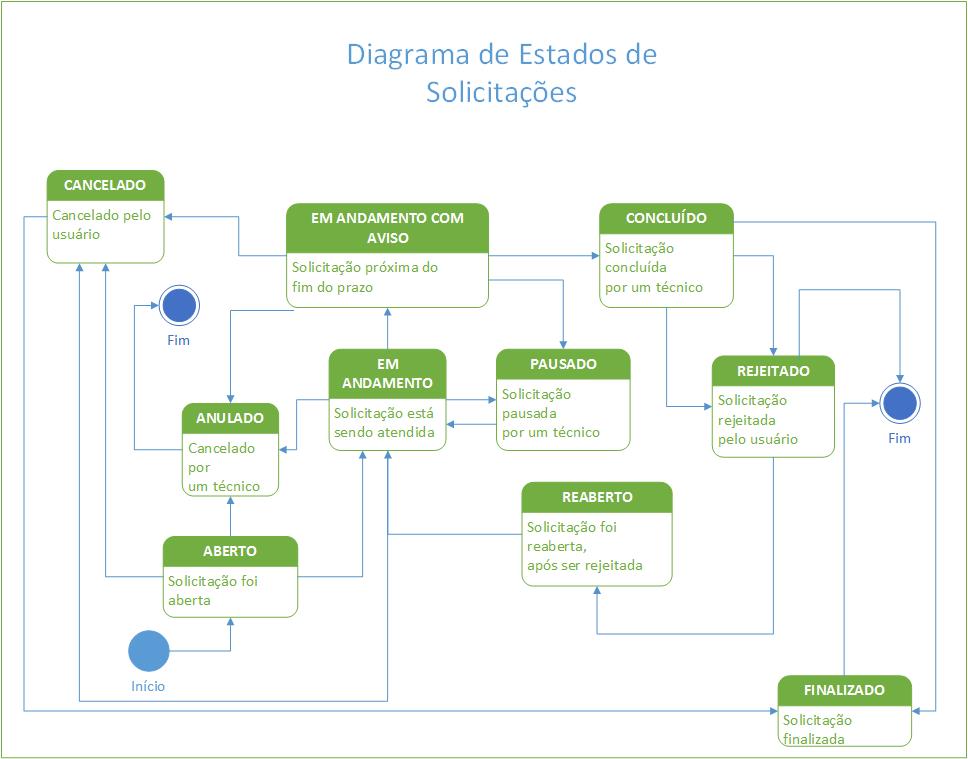 Diagrama de Estados de
Solicitações
CANCELADO
Cancelado pelo
usuário
EM ANDAMENTO COM
AVISO
Solicitação próxima do
fim do prazo
CONCLUÍDO
Solicitação
concluída
por um técnico
Fim
EM
ANDAMENTO
Solicitação está
sendo atendida
PAUSADO
Solicitação
pausada
por um técnico
REJEITADO
Solicitação
rejeitada
pelo usuário
Fim
ANULADO
Cancelado
por
um técnico
REABERTO
Solicitação foi
reaberta,
após ser rejeitada
ABERTO
Solicitação foi
aberta
Início
FINALIZADO
Solicitação
finalizada